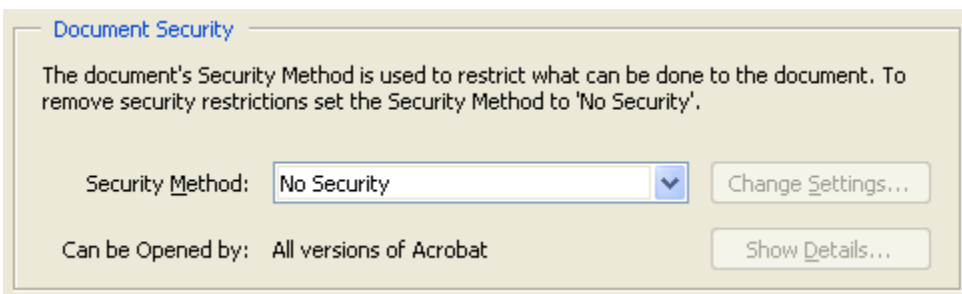 Document Security
The document's Security Method is used to restrict what can be done to the document. To
remove security restrictions set the Security Method to 'No Security'.
Security Method: No Security Change Settings...
Can be Opened by: All versions of Acrobat Show Details...